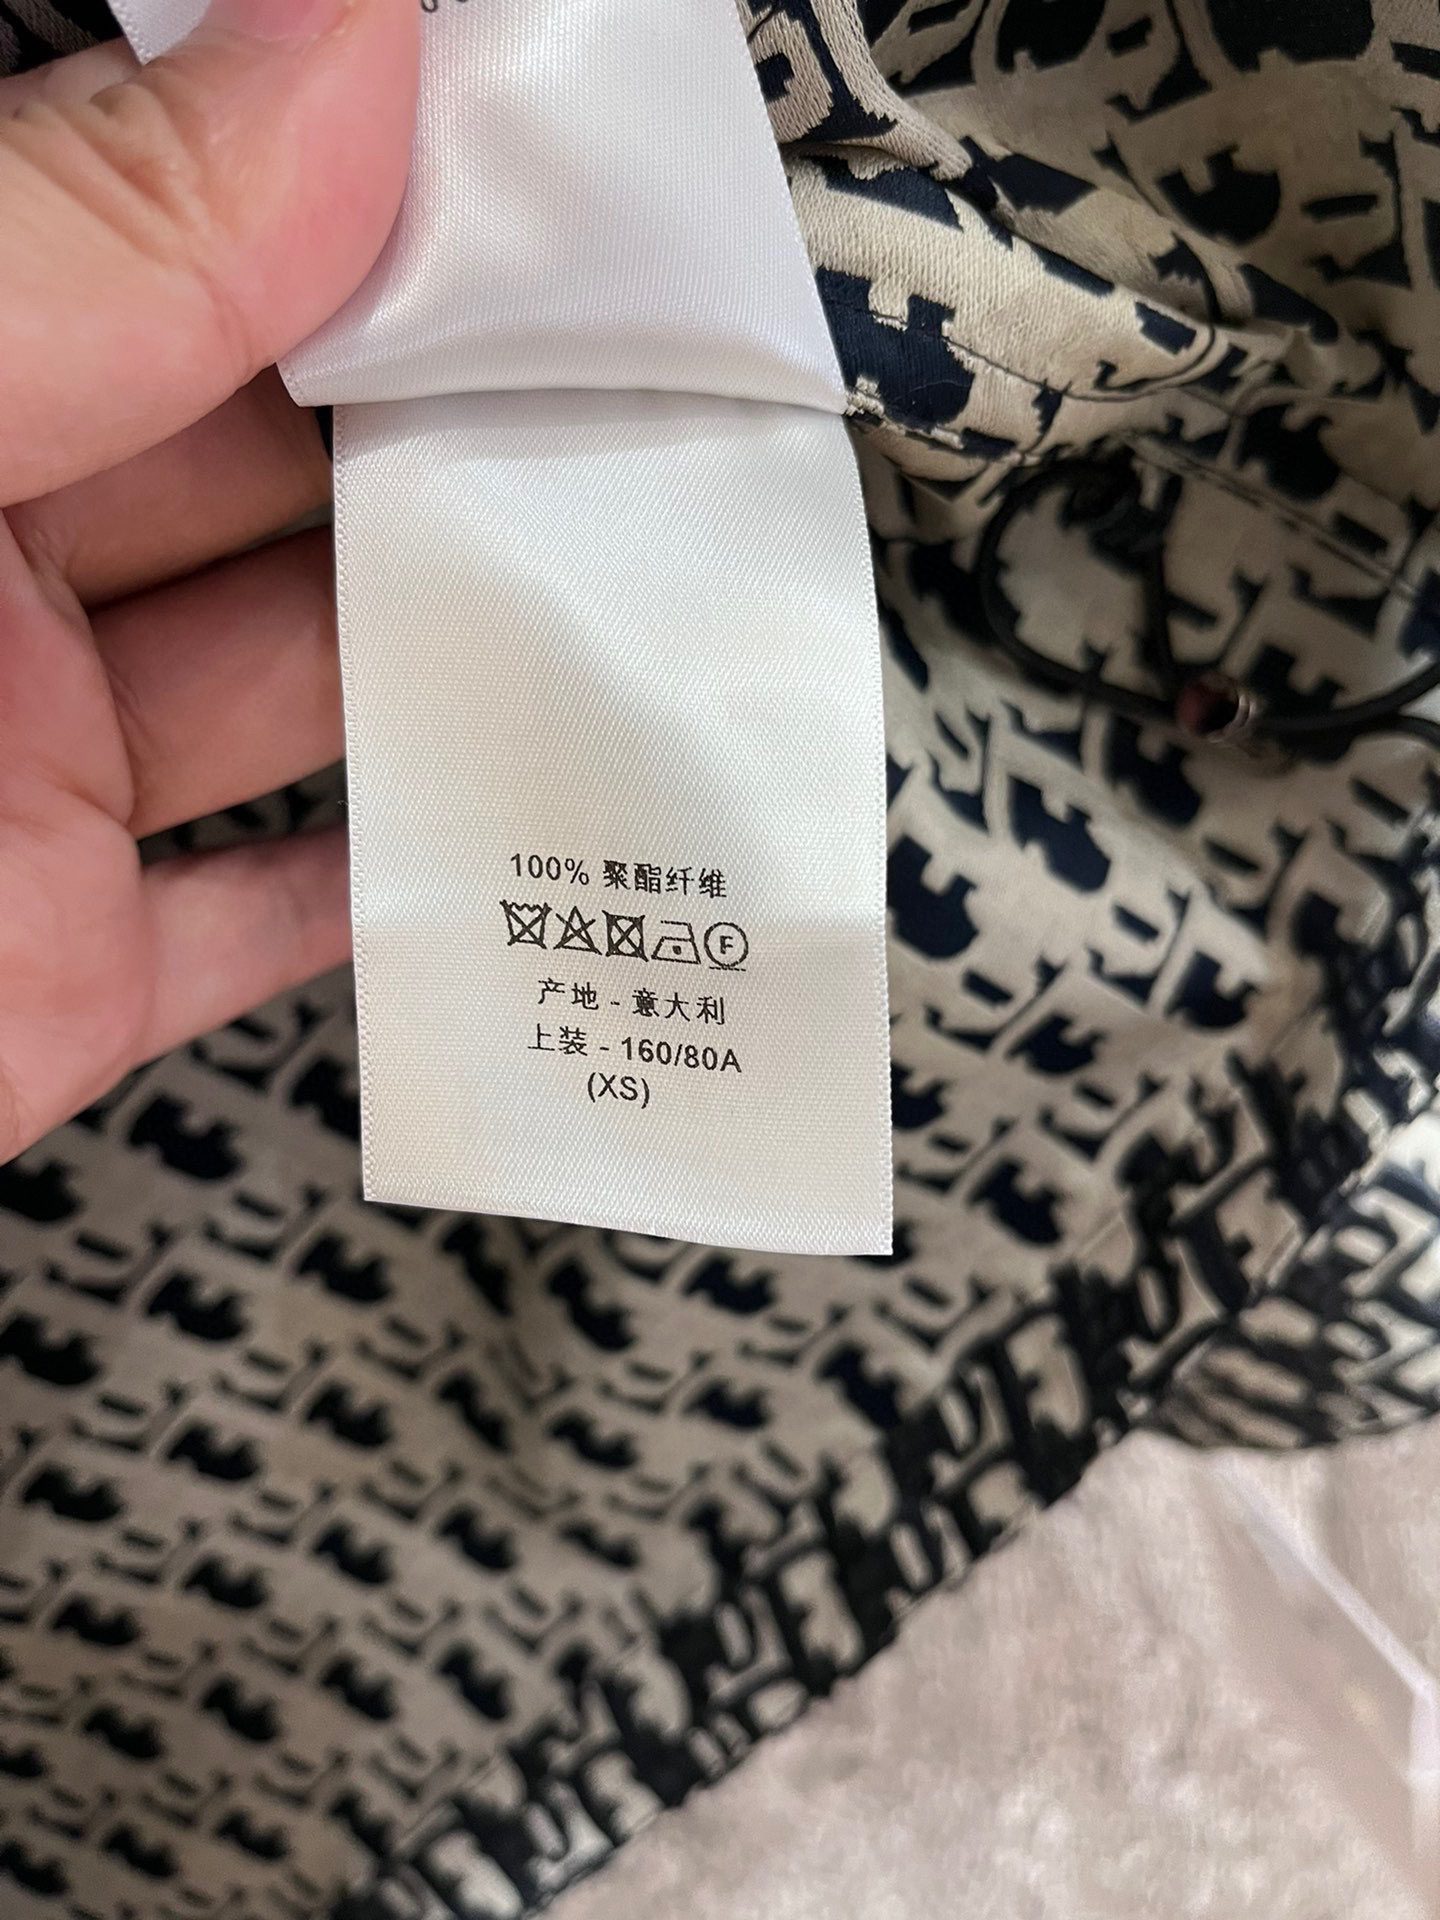 100% 聚酯纤维
F
产地 - 意大利
上装 - 160/80A
(XS)